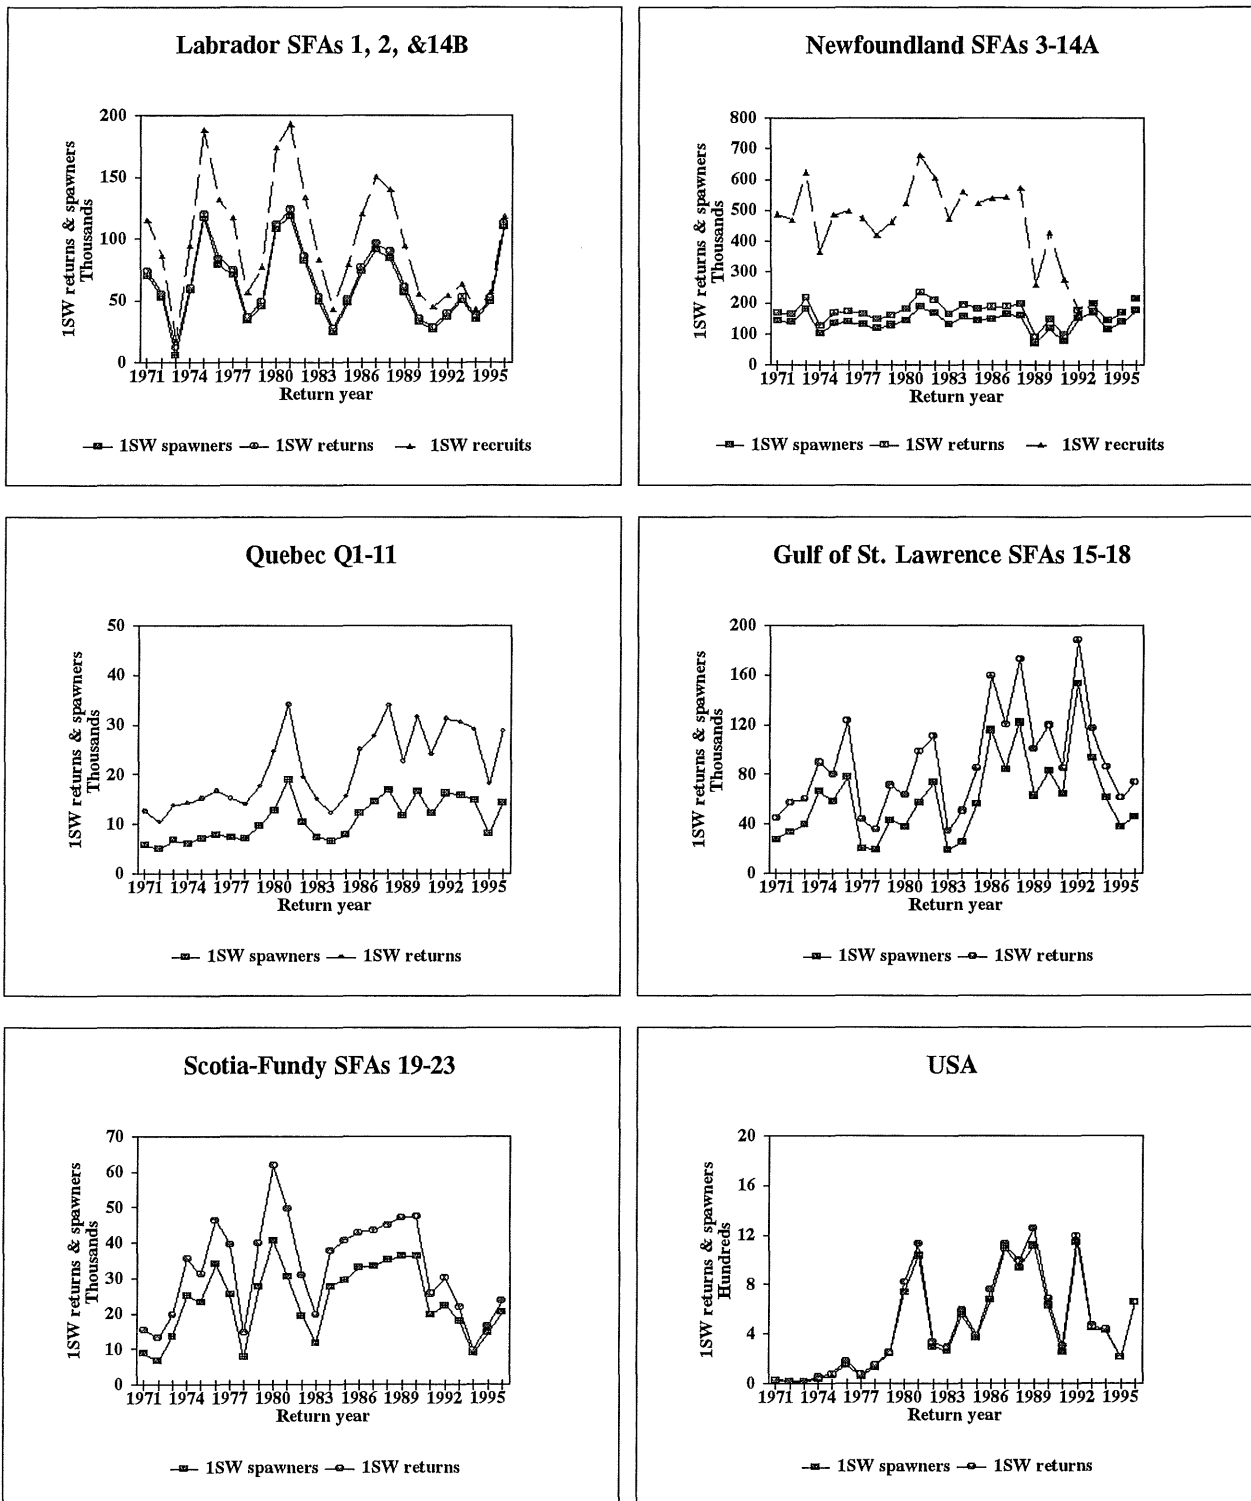 Labrador SFAs 1, 2, &14B
1SW returns & spawners
Thousands
200
150
100
50
0
1971 1974 1977 1980 1983 1986 1989 1992 1995
Return year
1SW spawners 1SW returns 1SW recruits
Newfoundland SFAs 3-14A
1SW returns & spawners
Thousands
800
700
600
500
400
300
200
100
0
1971 1974 1977 1980 1983 1986 1989 1992 1995
Return year
1SW spawners 1SW returns 1SW recruits
Quebec Q1-11
1SW returns & spawners
Thousands
50
40
30
20
10
0
1971 1974 1977 1980 1983 1986 1989 1992 1995
Return year
1SW spawners 1SW returns
Gulf of St. Lawrence SFAs 15-18
1SW returns & spawners
Thousands
200
160
120
80
40
0
1971 1974 1977 1980 1983 1986 1989 1992 1995
Return year
1SW spawners 1SW returns
Scotia-Fundy SFAs 19-23
1SW returns & spawners
Thousands
70
60
50
40
30
20
10
0
1971 1974 1977 1980 1983 1986 1989 1992 1995
Return year
1SW spawners 1SW returns
USA
1SW returns & spawners
Hundreds
20
16
12
8
4
0
1971 1974 1977 1980 1983 1986 1989 1992 1995
Return year
1SW spawners 1SW returns